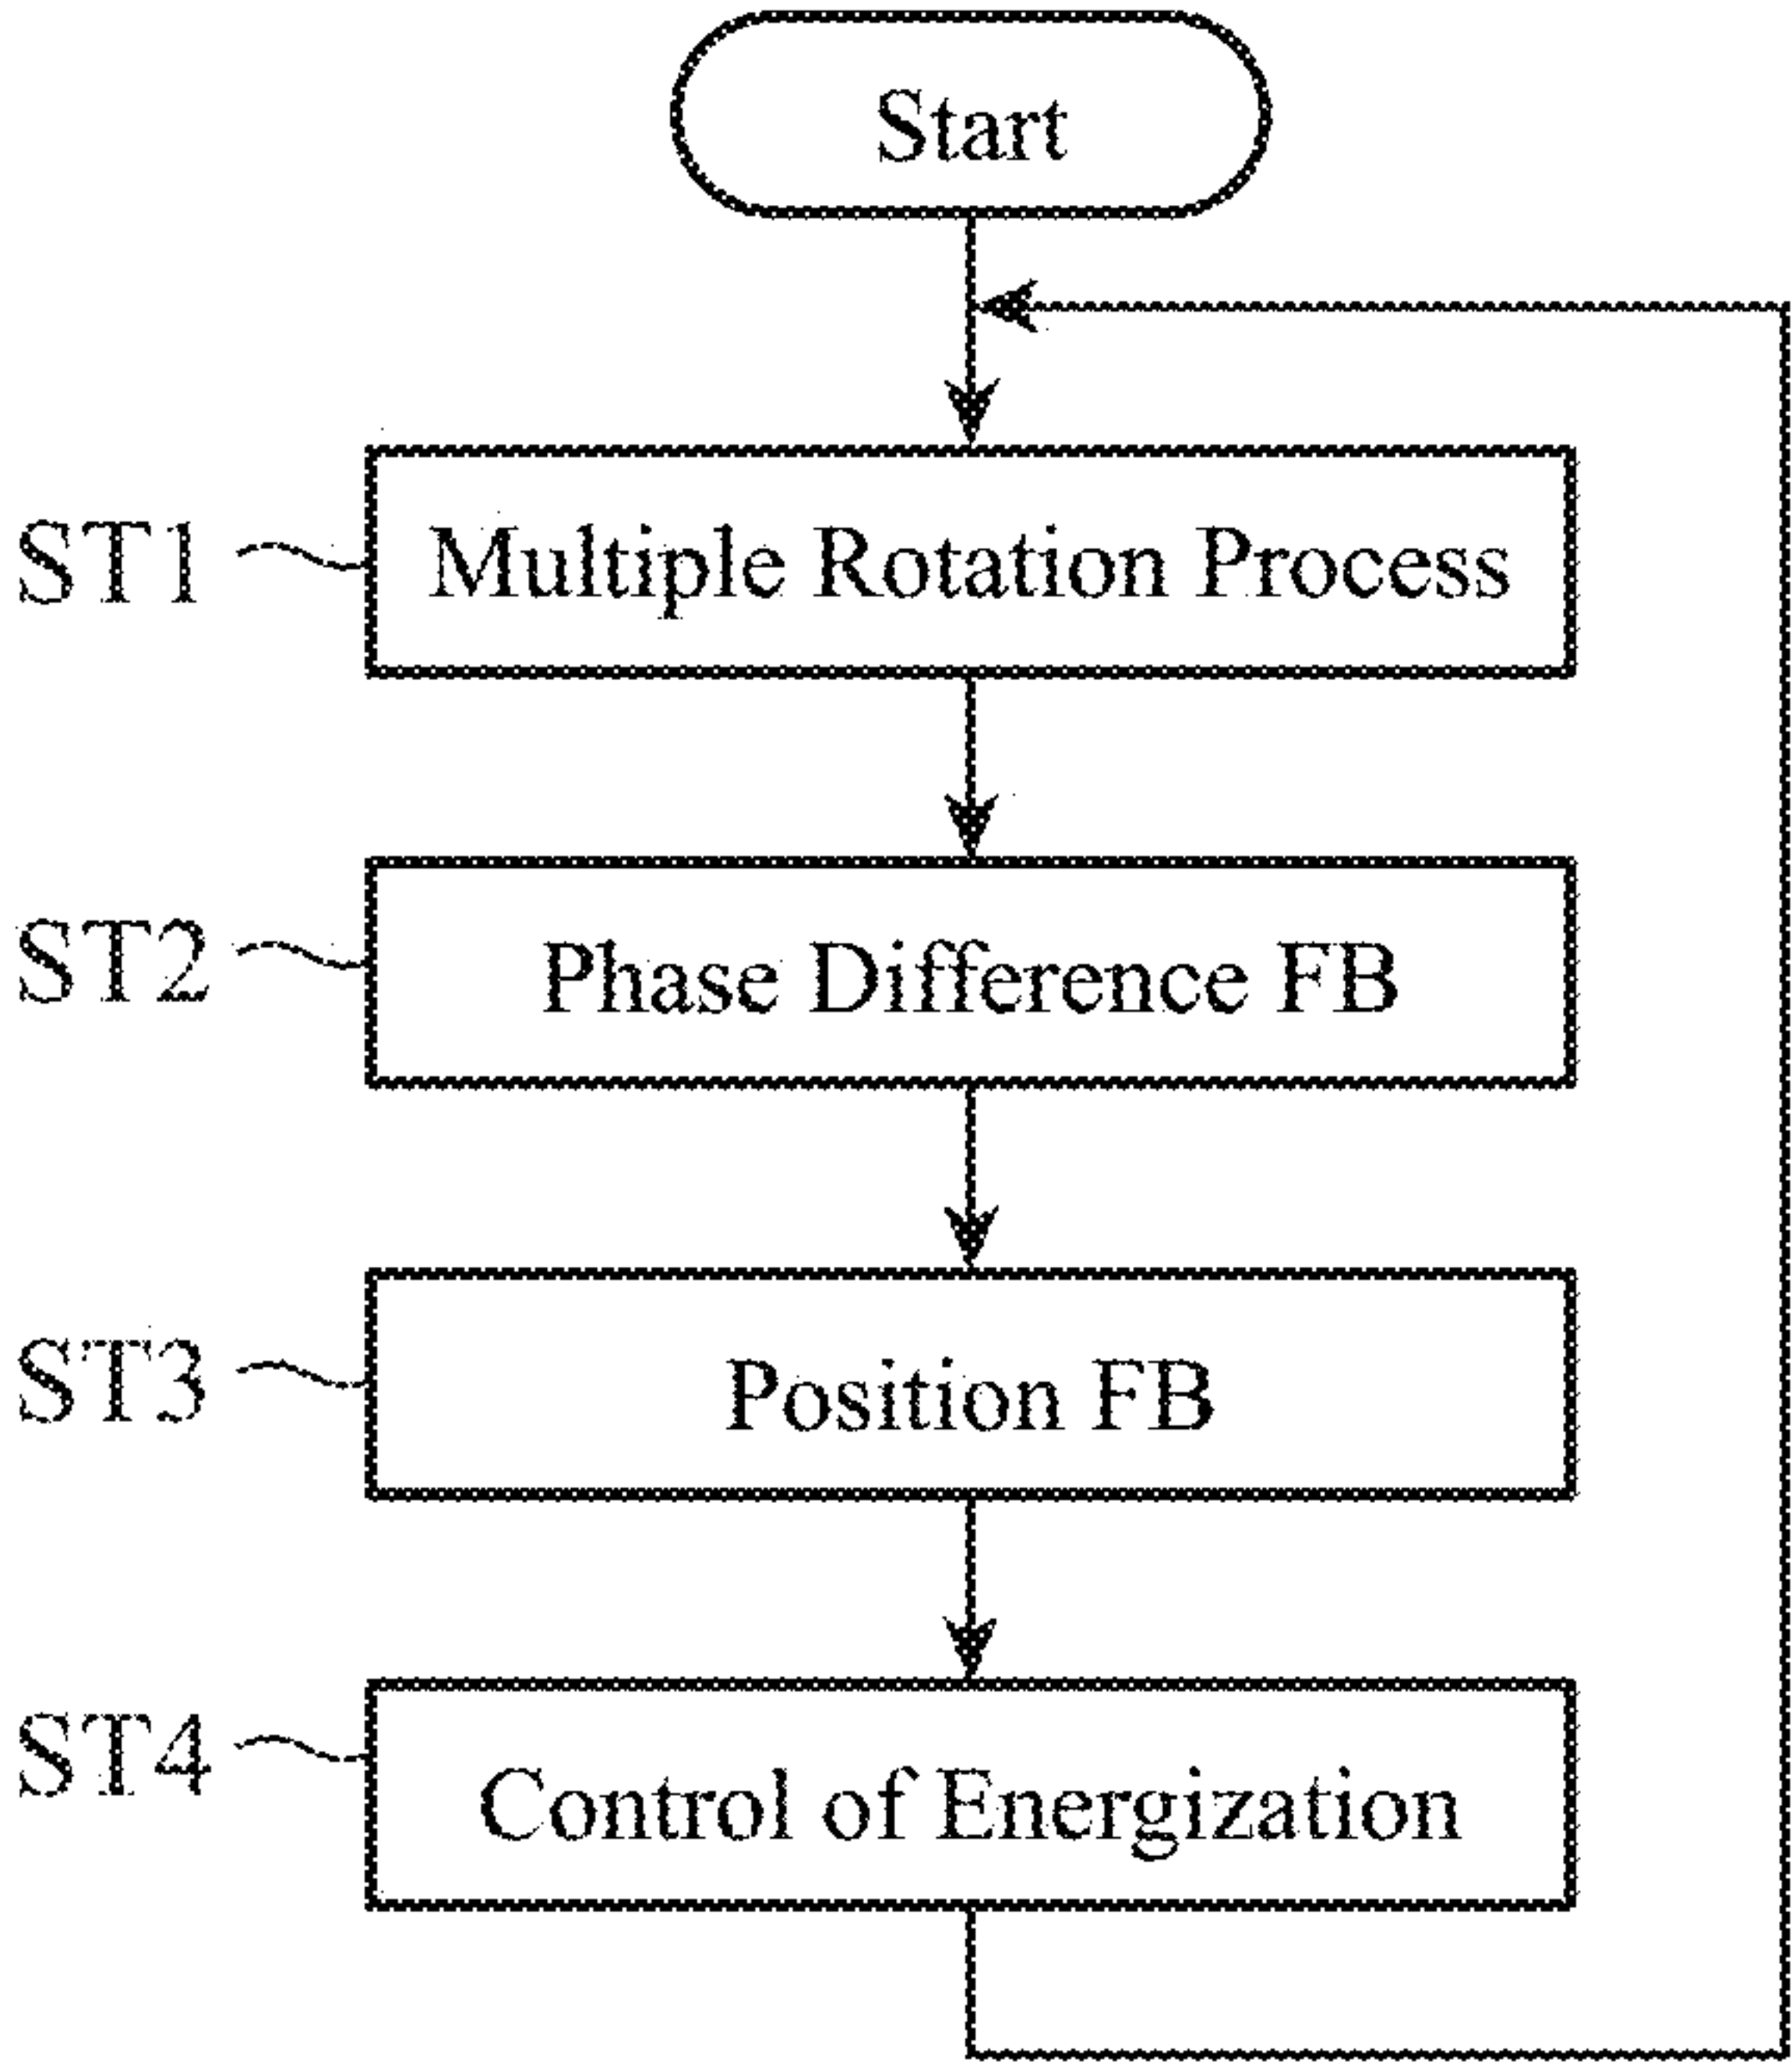 Start
ST1 Multiple Rotation Process
ST2 Phase Difference FB
ST3 Position FB
ST4 Control of Energization